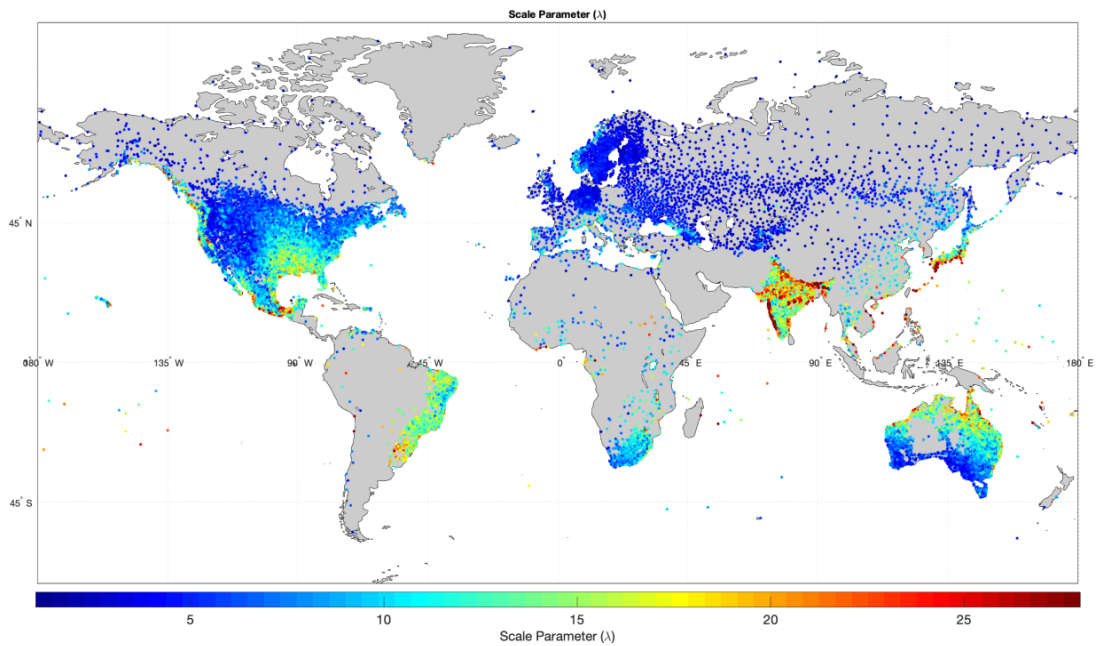 Scale Parameter (λ)
45° N
180° W
135° W
90° W
45° W
0°
45° E
90° E
135° E
180° E
45° S
5
10
15
20
25
Scale Parameter (λ)